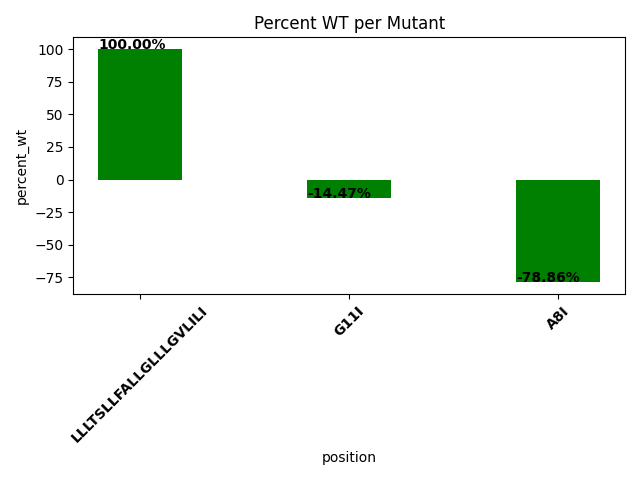 Percent WT per Mutant
percent_wt
100
75
50
25
0
−25
−50
−75
100.00%
-14.47%
-78.86%
LLLTSLLFALLGLLLGVLILI
G11I
A8I
position